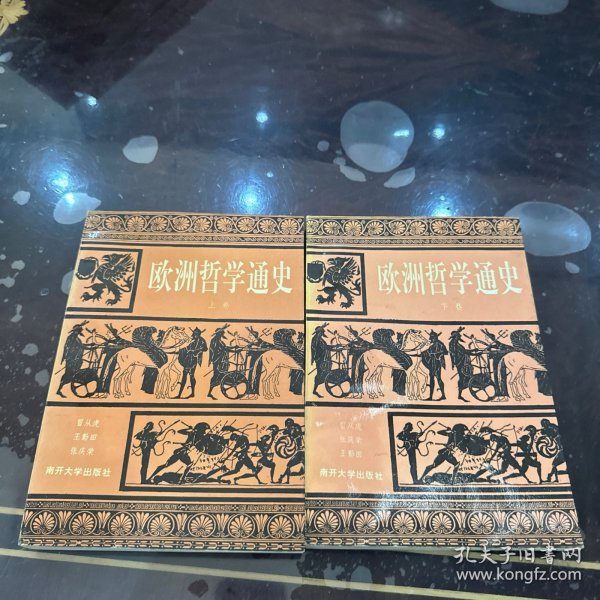 欧洲哲学通史
上卷
冒从虎
王勤田
张庆荣
南开大学出版社
欧洲哲学通史
下卷
冒从虎
张庆荣
王勤田
南开大学出版社
孔夫子旧书网
www.kongfz.com